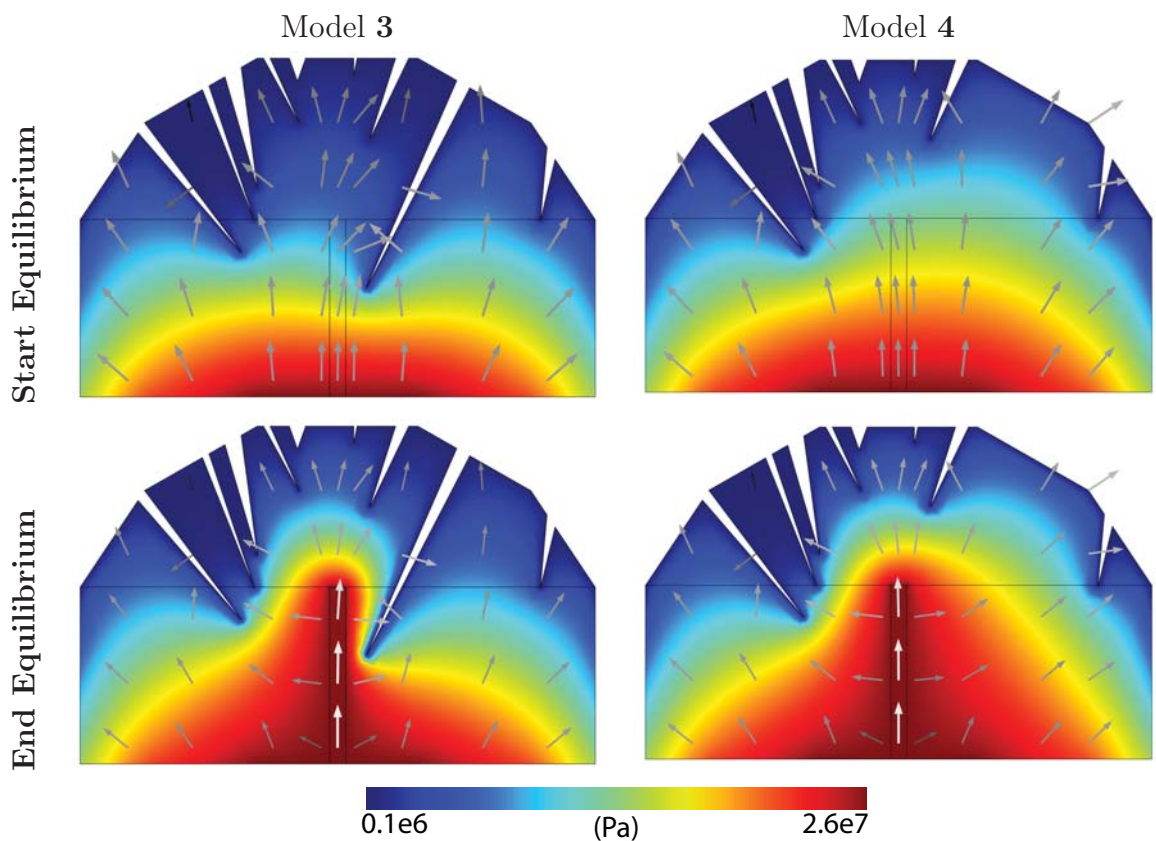 Model 3
Model 4
Start Equilibrium
End Equilibrium
0.1e6
(Pa)
2.6e7